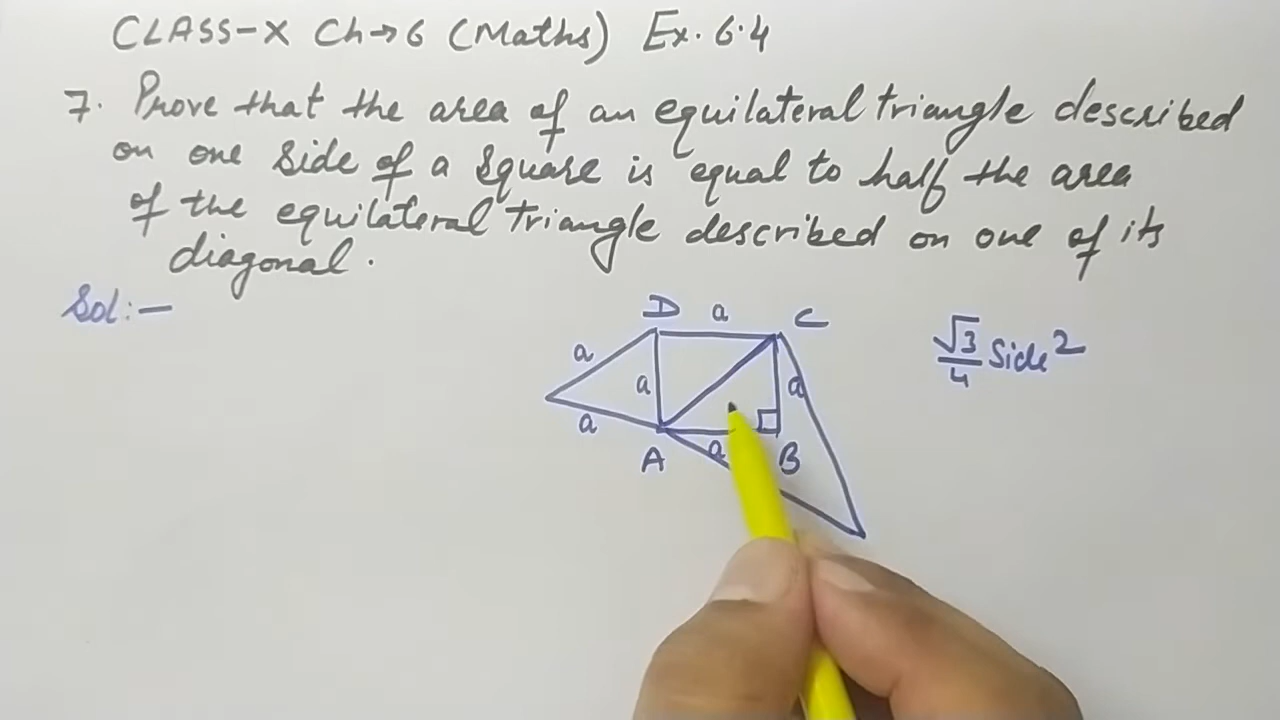 CLASS-X Ch→6 (Maths) Ex. 6.4
7. Prove that the area of an equilateral triangle described
on one side of a square is equal to half the area
of the equilateral triangle described on one of its
diagonal.
Sol:-
D a C
a a a
a
A a B
√3/4 Side²